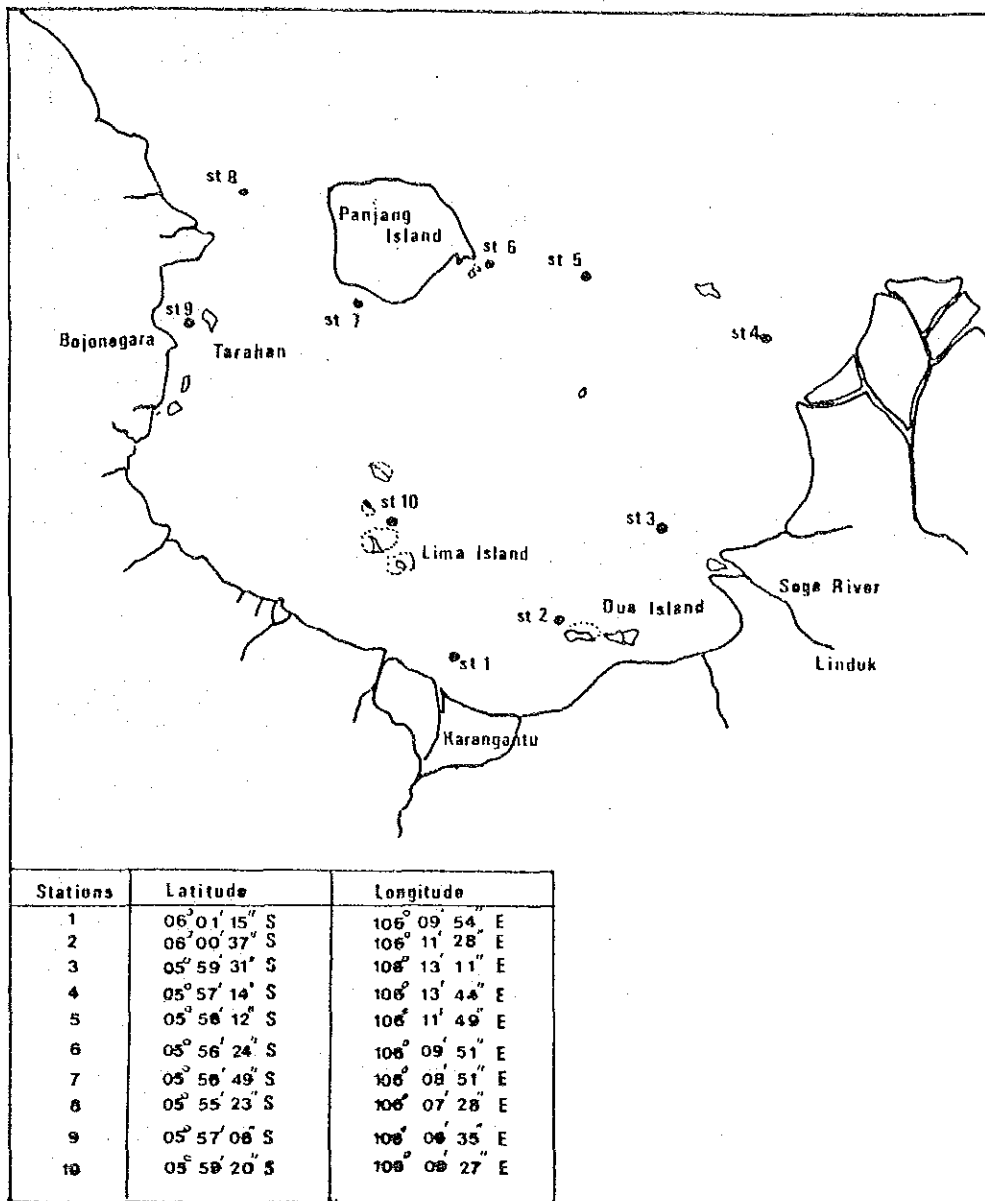 st 8
Panjang
Island
st 6
st 5
st 7
st 9
Bojonegara
Tarahan
st 4
st 10
Lima Island
st 3
Soge River
Dua Island
st 2
Linduk
st 1
Karangantu
Stations Latitude Longitude
1 06° 01' 15" S 106° 09' 54" E
2 06° 00' 37" S 106° 11' 28" E
3 05° 59' 31" S 106° 13' 11" E
4 05° 57' 14" S 106° 13' 44" E
5 05° 56' 12" S 106° 11' 49" E
6 05° 56' 24" S 106° 09' 51" E
7 05° 56' 49" S 106° 08' 51" E
8 05° 55' 23" S 106° 07' 28" E
9 05° 57' 08" S 106° 06' 35" E
10 05° 59' 20" S 27" E